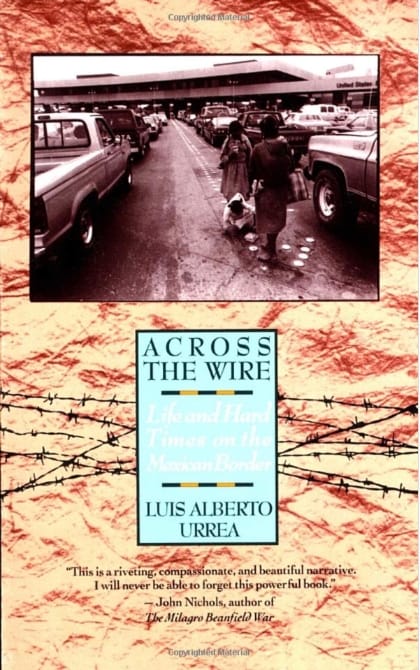 Copyrighted Material
United States
ACROSS
THE WIRE
Life and Hard
Times on the
Mexican Border
LUIS ALBERTO
URREA
"This is a riveting, compassionate, and beautiful narrative.
I will never be able to forget this powerful book."
— John Nichols, author of
The Milagro Beanfield War
Copyrighted Material